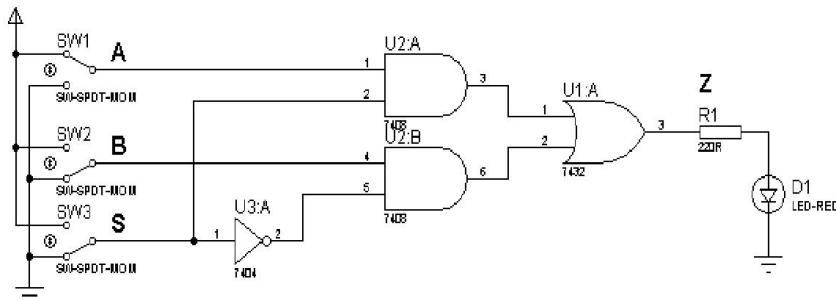 SW1
A
SW-SPDT-MOM
SW2
B
SW-SPDT-MOM
SW3
S
SW-SPDT-MOM
U2:A
1
2
3
7408
U2:B
4
5
6
7408
U3:A
1
2
7404
U1:A
1
2
3
7432
Z
R1
220R
D1
LED-RED